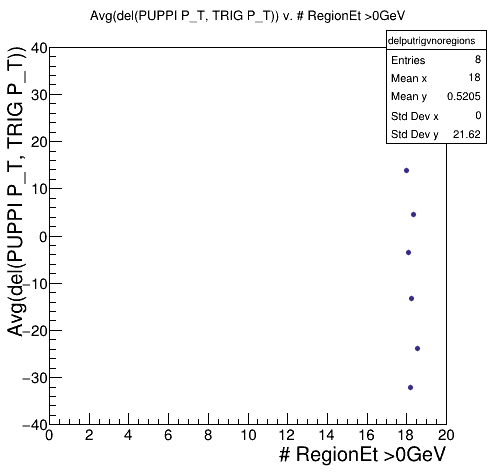 Avg(del(PUPPI P_T, TRIG P_T)) v. # RegionEt >0GeV
delputrigvnoregions
Entries 8
Mean x 18
Mean y 0.5205
Std Dev x 0
Std Dev y 21.62
Avg(del(PUPPI P_T, TRIG P_T))
40
30
20
10
0
−10
−20
−30
−40
0 2 4 6 8 10 12 14 16 18 20
# RegionEt >0GeV